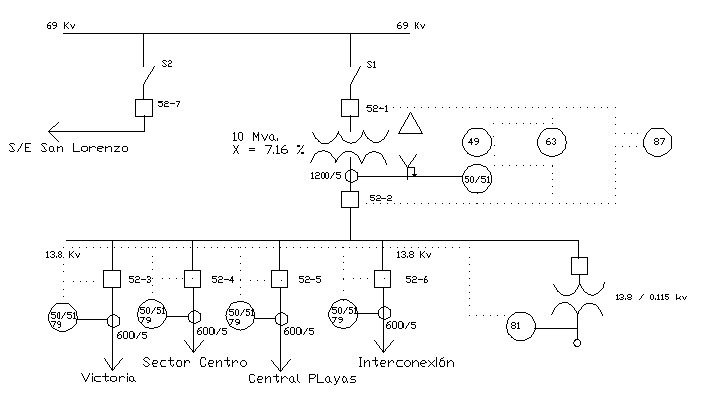 69 Kv
69 Kv
S2
S1
52-7
52-1
10 Mva.
X = 7.16 %
49
63
87
S/E San Lorenzo
1200/5
50/51
52-2
13.8 Kv
13.8 Kv
52-3
52-4
52-5
52-6
13.8 / 0.115 kv
50/51
79
50/51
79
50/51
79
50/51
79
81
600/5
600/5
600/5
600/5
Sector Centro
Interconexión
Victoria
Central PLayas